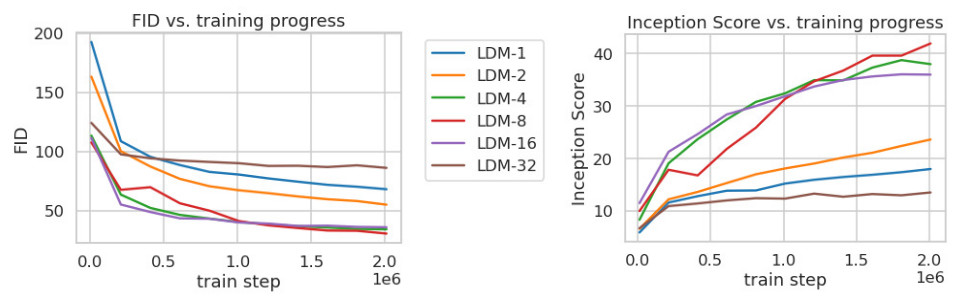 FID vs. training progress
200
150
100
50
FID
0.0 0.5 1.0 1.5 2.0
1e6
train step
LDM-1
LDM-2
LDM-4
LDM-8
LDM-16
LDM-32
Inception Score vs. training progress
40
30
20
10
Inception Score
0.0 0.5 1.0 1.5 2.0
1e6
train step